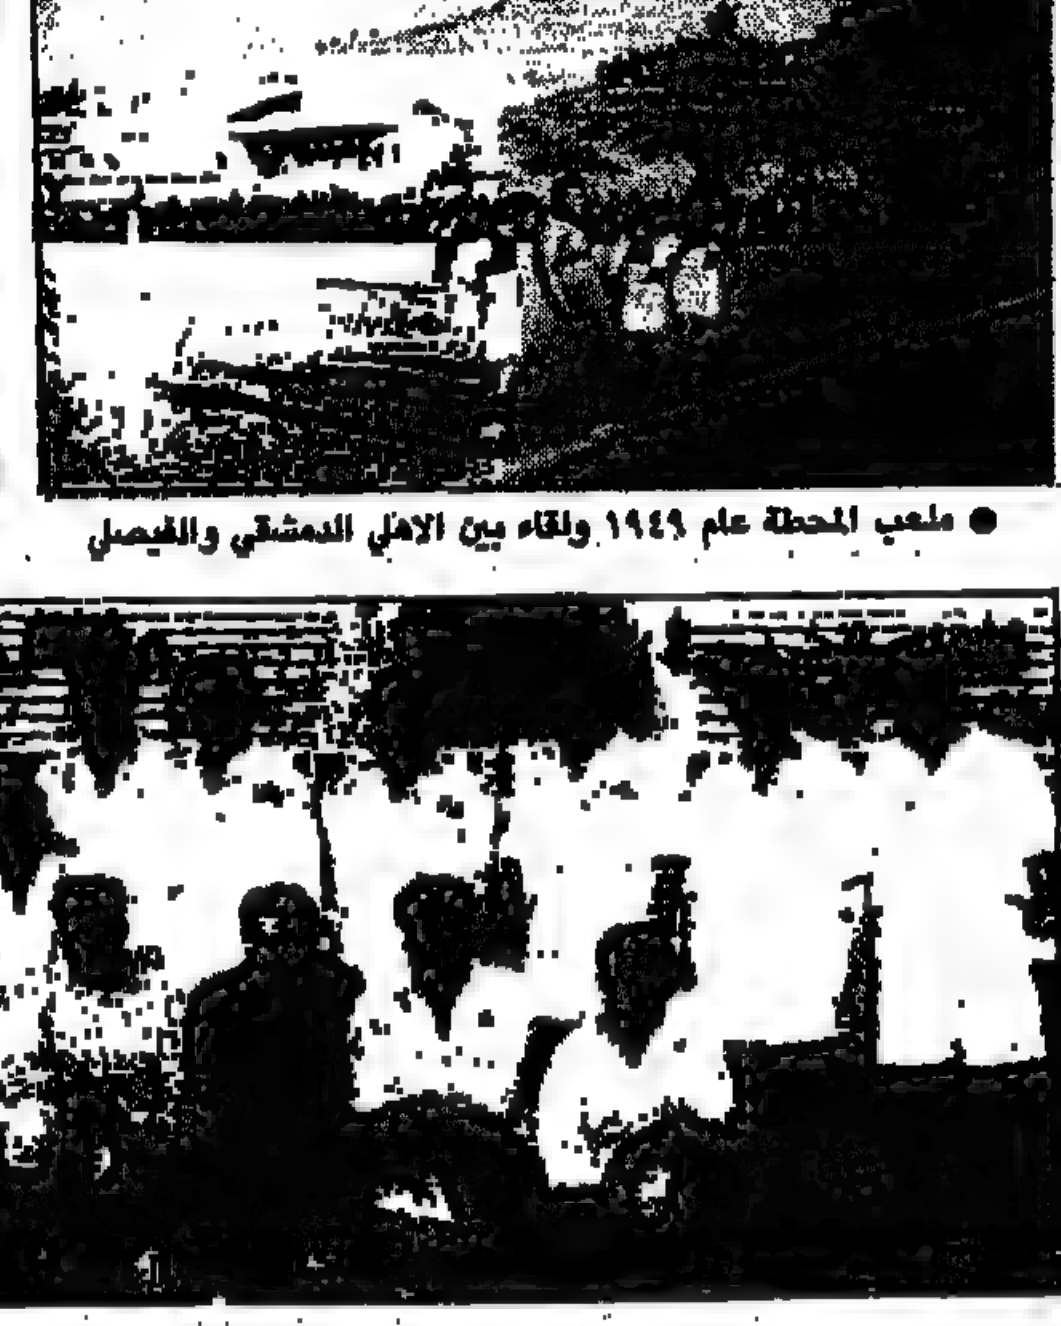 ● ملعب المحطة عام ١٩٤٩ ولقاء بين الاهلي الدمشقي والفيصلي